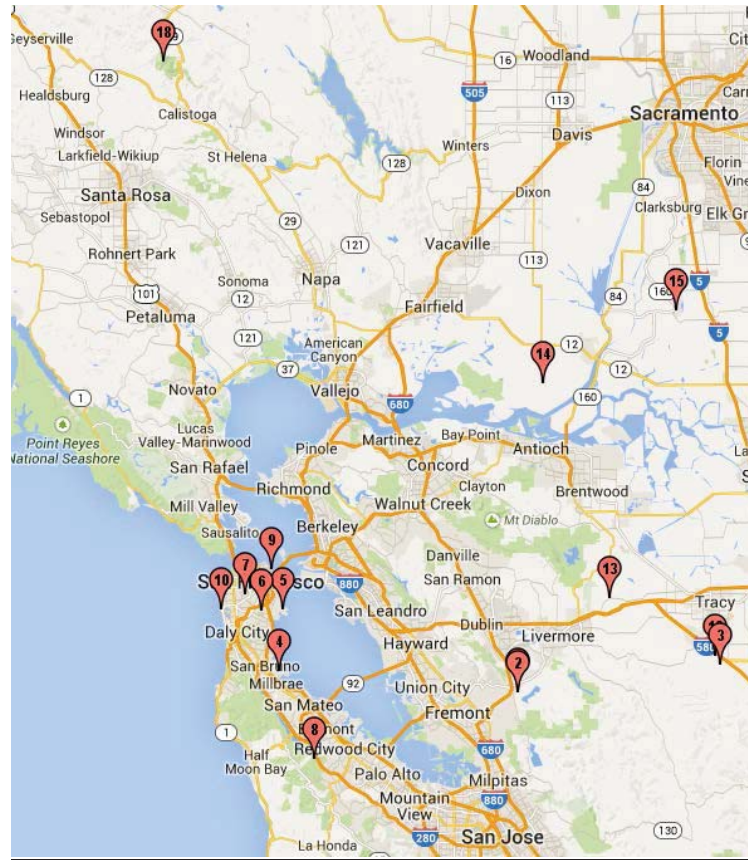 18
Geyserville
128
Healdsburg
Calistoga
Windsor
Larkfield-Wikiup
St Helena
Santa Rosa
Sebastopol
Rohnert Park
29
128
121
101
Petaluma
Sonoma
12
Napa
121
16
Woodland
505
113
Winters
Davis
Sacramento
Florin
Dixon
84
Clarksburg
Elk
Vacaville
113
Fairfield
84
160
15
5
5
American
Canyon
37
Vallejo
680
14
12
12
160
1
Novato
Point Reyes
National Seashore
Lucas
Valley-Marinwood
San Rafael
Pinole
Martinez
Bay Point
Antioch
Concord
Richmond
Clayton
Brentwood
Mill Valley
Walnut Creek
Sausalito
Berkeley
Mt Diablo
9
10
7
6
5
880
Danville
San Ramon
13
San Leandro
Daly City
Dublin
Livermore
Tracy
Hayward
4
San Bruno
Millbrae
92
2
580
3
Union City
San Mateo
Fremont
1
8
Redwood City
Half
Moon Bay
680
Palo Alto
Milpitas
Mountain
View
880
280
San Jose
130
La Honda